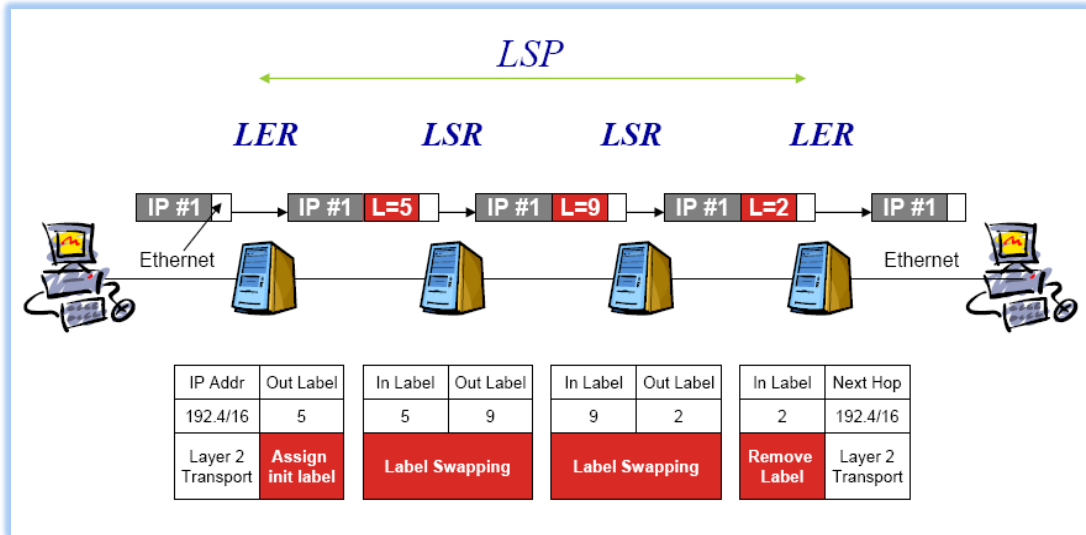 LSP
LER LSR LSR LER
IP #1 IP #1 L=5 IP #1 L=9 IP #1 L=2 IP #1
Ethernet Ethernet
IP Addr Out Label In Label Out Label In Label Out Label In Label Next Hop
192.4/16 5 5 9 9 2 2 192.4/16
Layer 2 Transport Assign init label Label Swapping Label Swapping Remove Label Layer 2 Transport